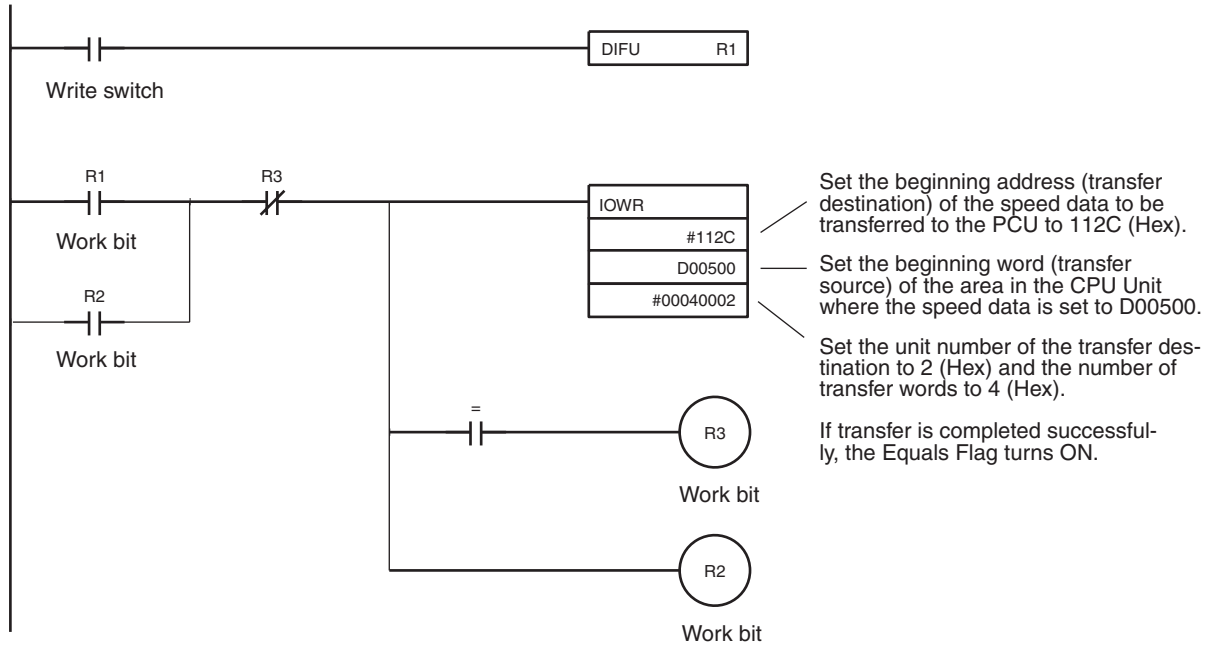 DIFU R1
Write switch
R1
R3
Work bit
R2
Work bit
IOWR
#112C
D00500
#00040002
Set the beginning address (transfer
destination) of the speed data to be
transferred to the PCU to 112C (Hex).
Set the beginning word (transfer
source) of the area in the CPU Unit
where the speed data is set to D00500.
Set the unit number of the transfer des-
tination to 2 (Hex) and the number of
transfer words to 4 (Hex).
If transfer is completed successful-
ly, the Equals Flag turns ON.
=
R3
Work bit
R2
Work bit